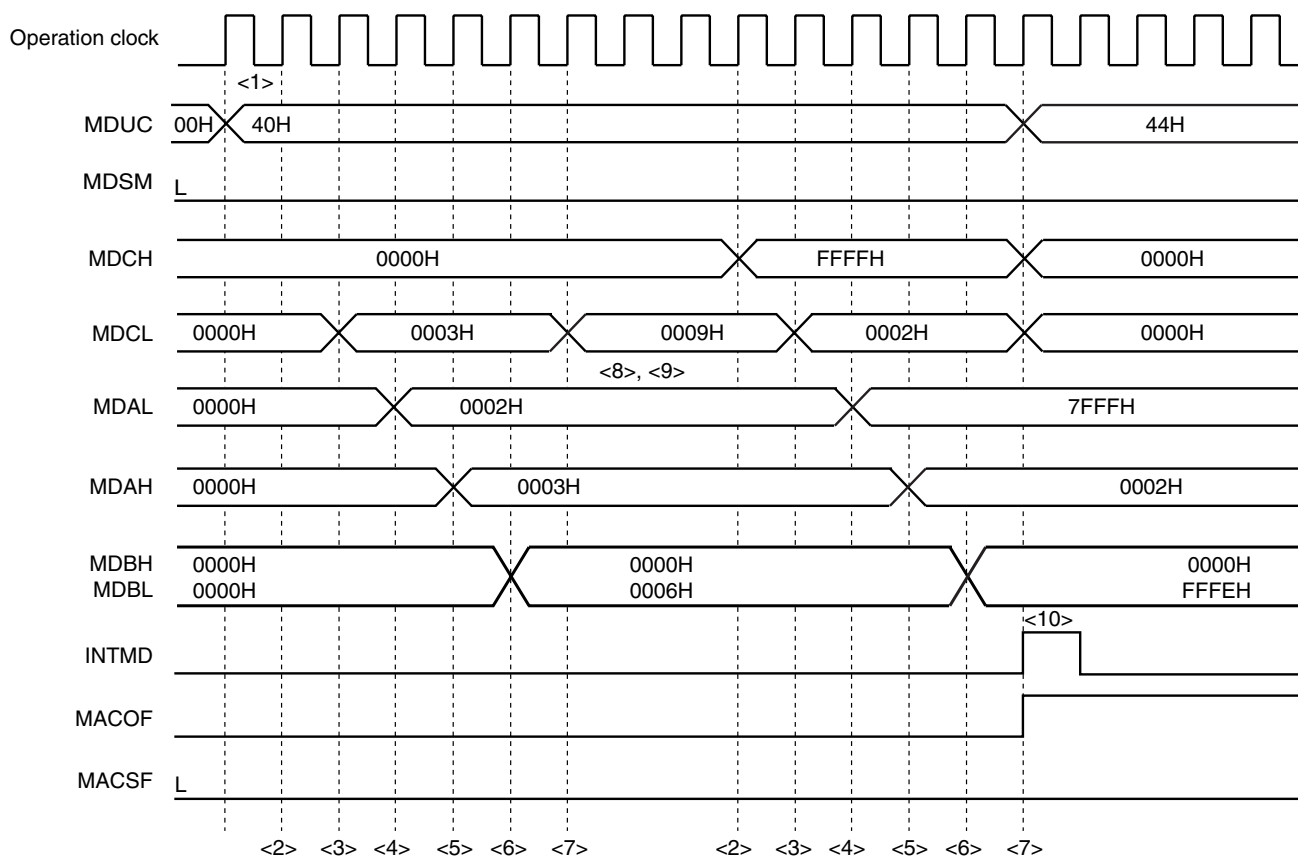 Operation clock
<1>
MDUC 00H 40H 44H
MDSM L
MDCH 0000H FFFFH 0000H
MDCL 0000H 0003H 0009H 0002H 0000H
<8>, <9>
MDAL 0000H 0002H 7FFFH
MDAH 0000H 0003H 0002H
MDBH 0000H 0000H 0000H
MDBL 0000H 0006H FFFEH
<10>
INTMD
MACOF
MACSF L
<2> <3> <4> <5> <6> <7> <2> <3> <4> <5> <6> <7>